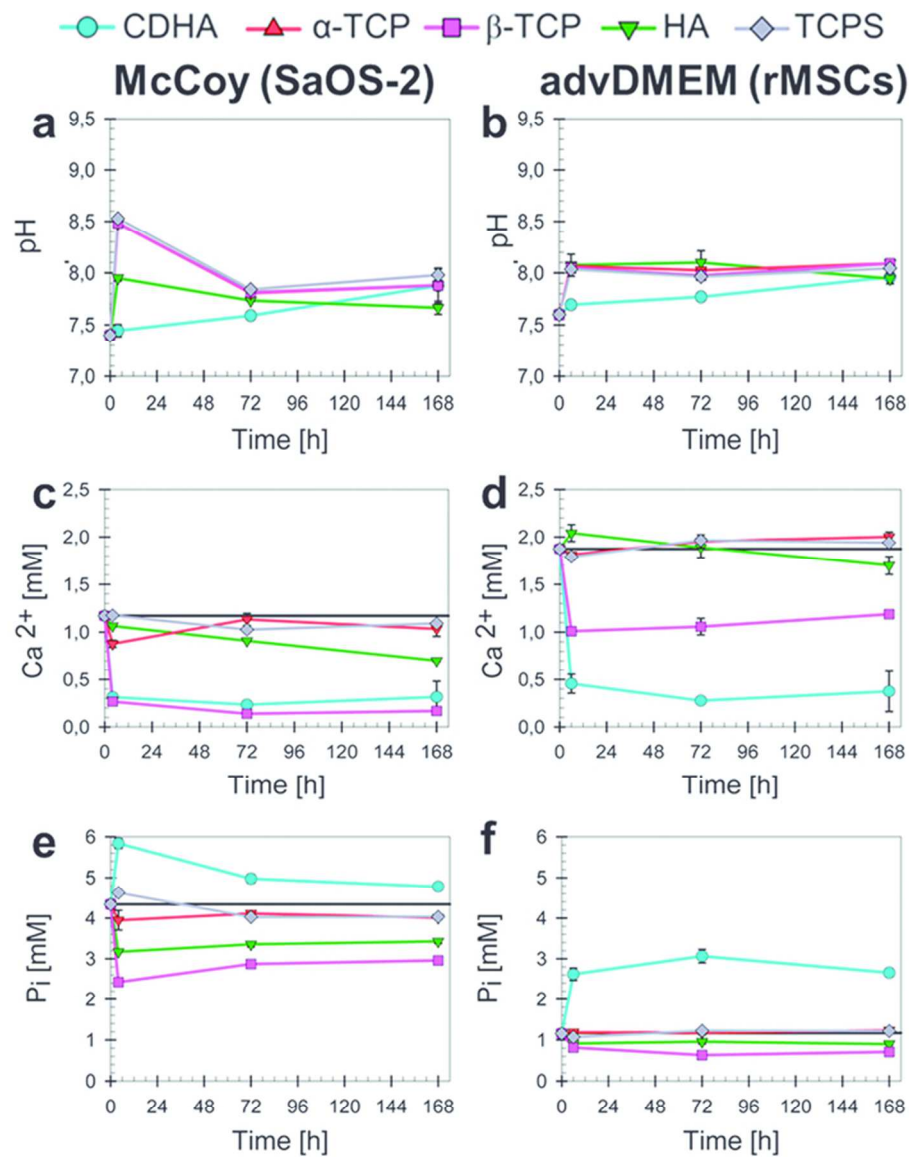 CDHA α-TCP β-TCP HA TCPS
McCoy (SaOS-2) advDMEM (rMSCs)
a
9,5
9,0
8,5
8,0
7,5
7,0
pH
0 24 48 72 96 120 144 168
Time [h]
b
9,5
9,0
8,5
8,0
7,5
7,0
pH
0 24 48 72 96 120 144 168
Time [h]
c
2,5
2,0
1,5
1,0
0,5
0,0
Ca 2+ [mM]
0 24 48 72 96 120 144 168
Time [h]
d
2,5
2,0
1,5
1,0
0,5
0,0
Ca 2+ [mM]
0 24 48 72 96 120 144 168
Time [h]
e
6
5
4
3
2
1
0
Pi [mM]
0 24 48 72 96 120 144 168
Time [h]
f
6
5
4
3
2
1
0
Pi [mM]
0 24 48 72 96 120 144 168
Time [h]